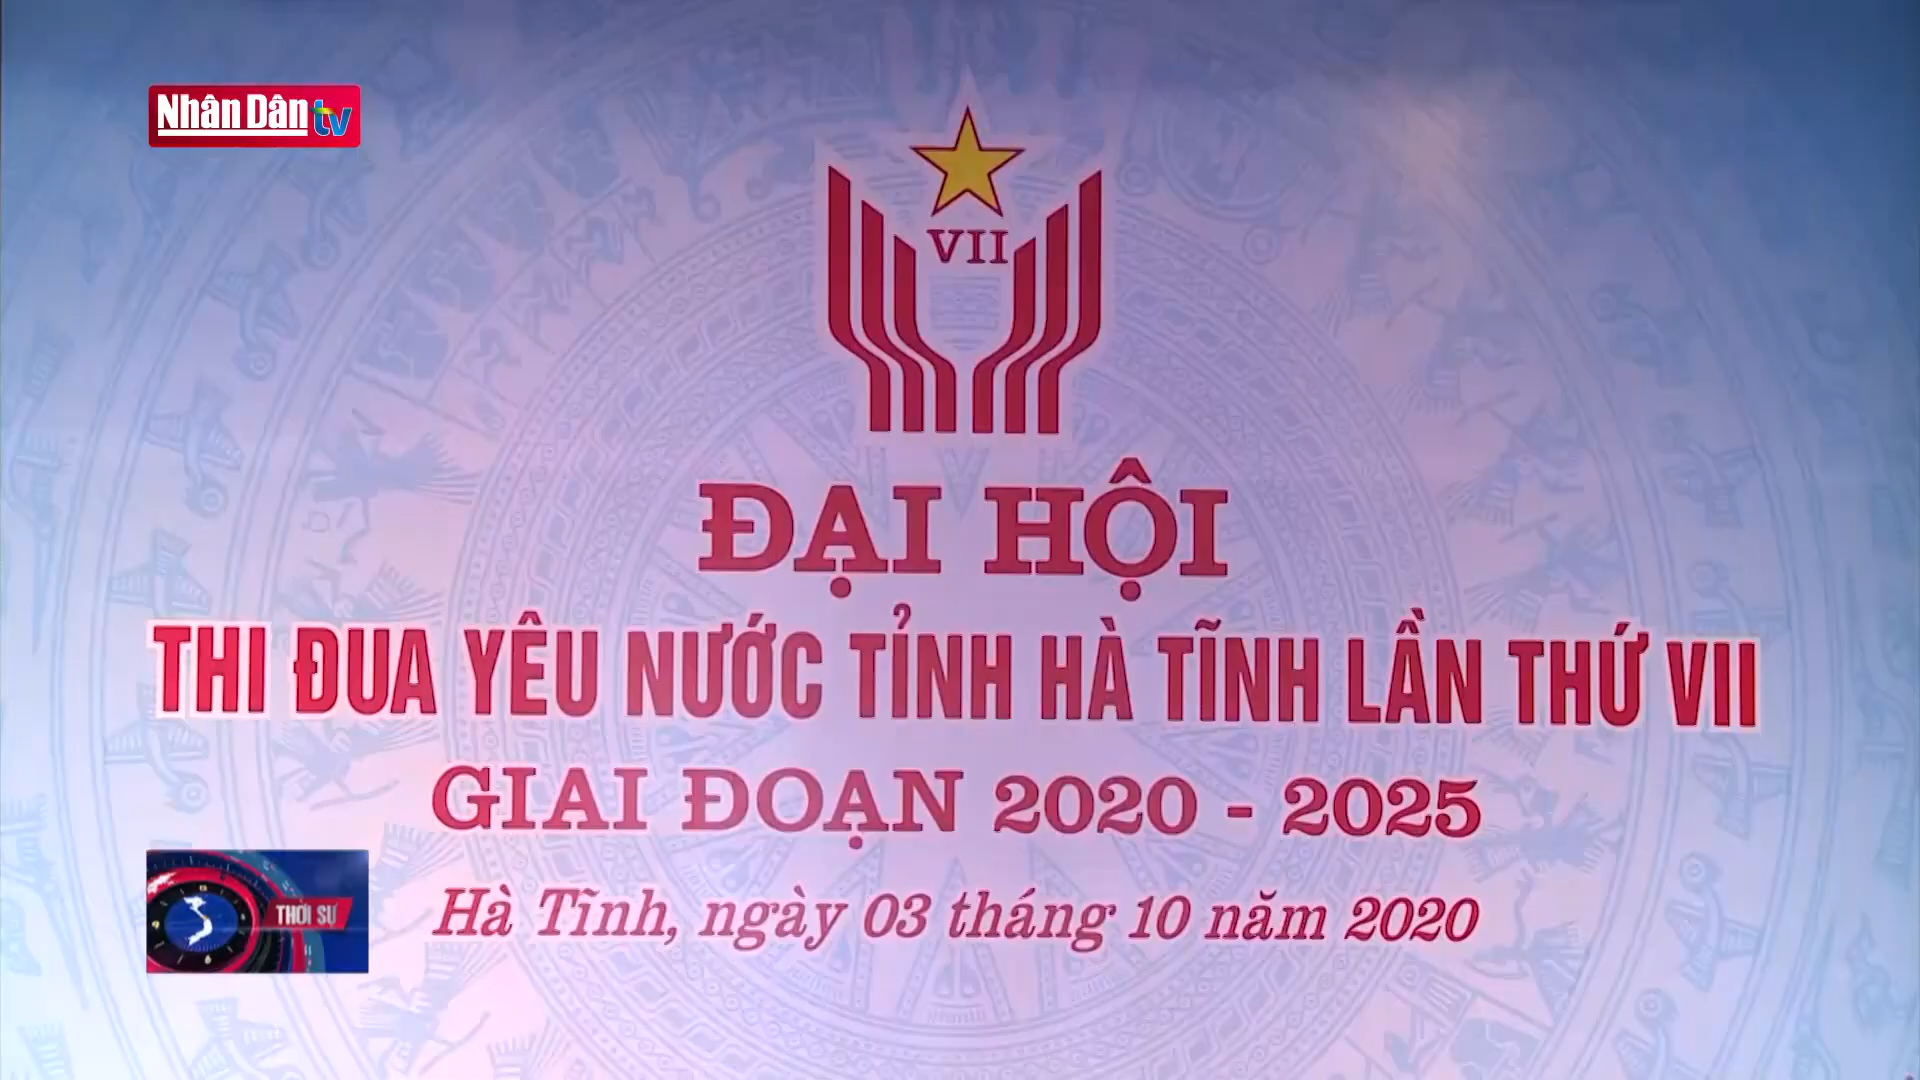 Nhân Dân tv
VII
ĐẠI HỘI
THI ĐUA YÊU NƯỚC TỈNH HÀ TĨNH LẦN THỨ VII
GIAI ĐOẠN 2020 - 2025
Hà Tĩnh, ngày 03 tháng 10 năm 2020
THỜI SỰ